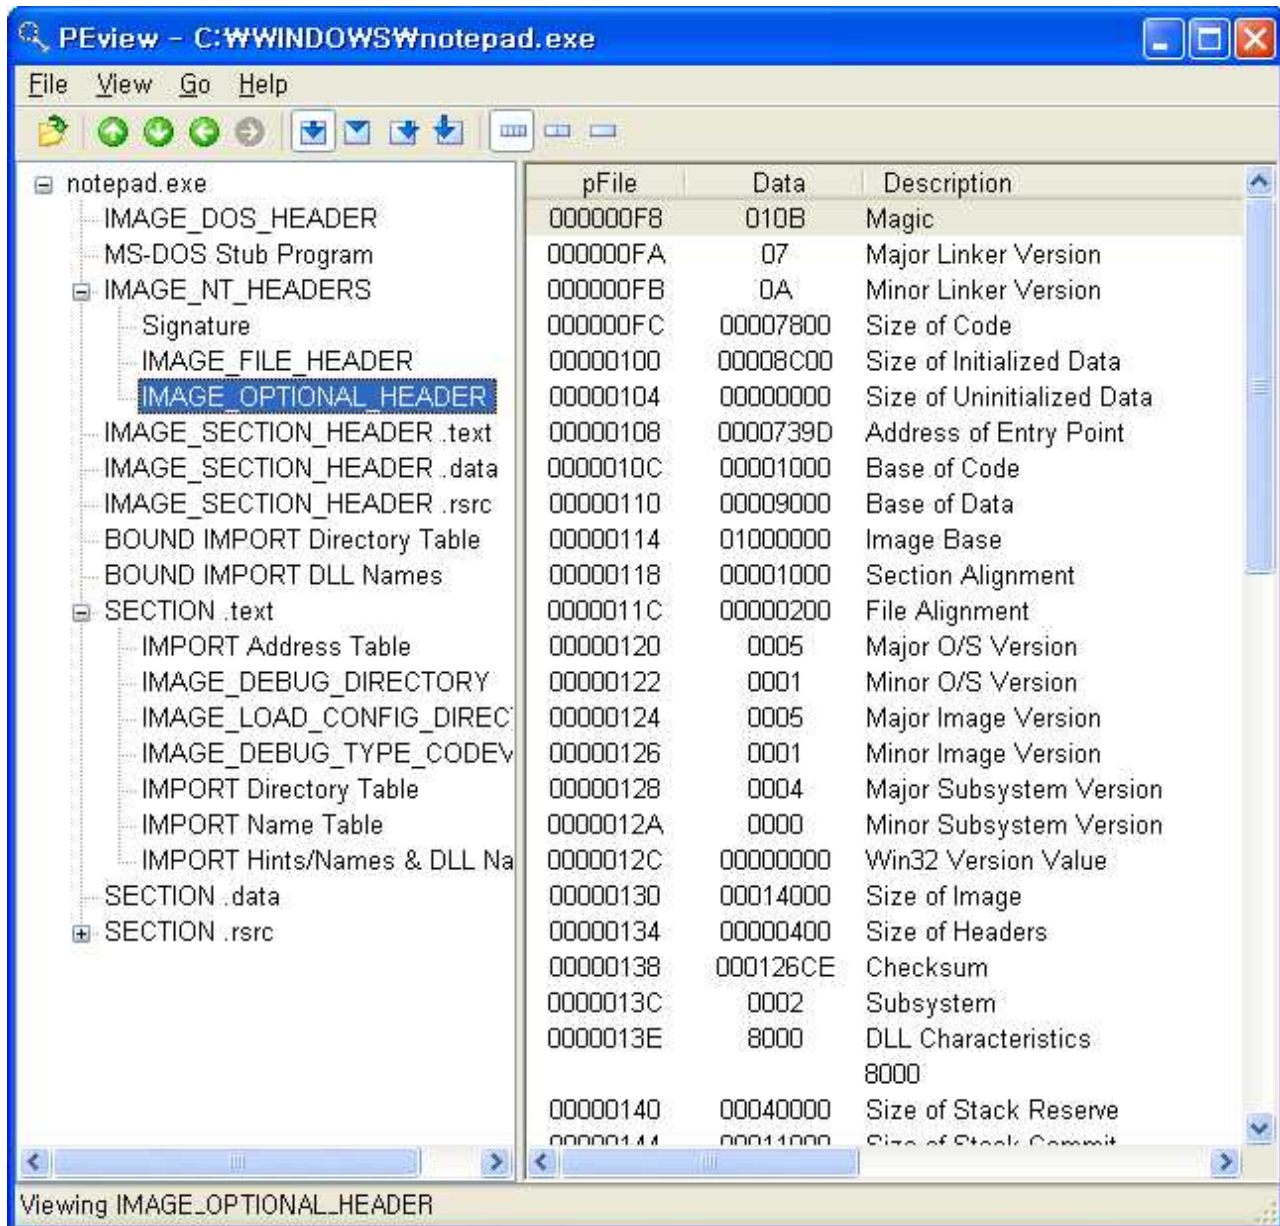 PEview - C:₩WINDOWS₩notepad.exe
File View Go Help
notepad.exe
IMAGE_DOS_HEADER
MS-DOS Stub Program
IMAGE_NT_HEADERS
Signature
IMAGE_FILE_HEADER
IMAGE_OPTIONAL_HEADER
IMAGE_SECTION_HEADER .text
IMAGE_SECTION_HEADER .data
IMAGE_SECTION_HEADER .rsrc
BOUND IMPORT Directory Table
BOUND IMPORT DLL Names
SECTION .text
IMPORT Address Table
IMAGE_DEBUG_DIRECTORY
IMAGE_LOAD_CONFIG_DIREC
IMAGE_DEBUG_TYPE_CODEV
IMPORT Directory Table
IMPORT Name Table
IMPORT Hints/Names & DLL Na
SECTION .data
SECTION .rsrc
pFile Data Description
000000F8 010B Magic
000000FA 07 Major Linker Version
000000FB 0A Minor Linker Version
000000FC 00007800 Size of Code
00000100 00008C00 Size of Initialized Data
00000104 00000000 Size of Uninitialized Data
00000108 0000739D Address of Entry Point
0000010C 00001000 Base of Code
00000110 00009000 Base of Data
00000114 01000000 Image Base
00000118 00001000 Section Alignment
0000011C 00000200 File Alignment
00000120 0005 Major O/S Version
00000122 0001 Minor O/S Version
00000124 0005 Major Image Version
00000126 0001 Minor Image Version
00000128 0004 Major Subsystem Version
0000012A 0000 Minor Subsystem Version
0000012C 00000000 Win32 Version Value
00000130 00014000 Size of Image
00000134 00000400 Size of Headers
00000138 000126CE Checksum
0000013C 0002 Subsystem
0000013E 8000 DLL Characteristics
8000
00000140 00040000 Size of Stack Reserve
00000144 00011000 Size of Stack Commit
Viewing IMAGE_OPTIONAL_HEADER